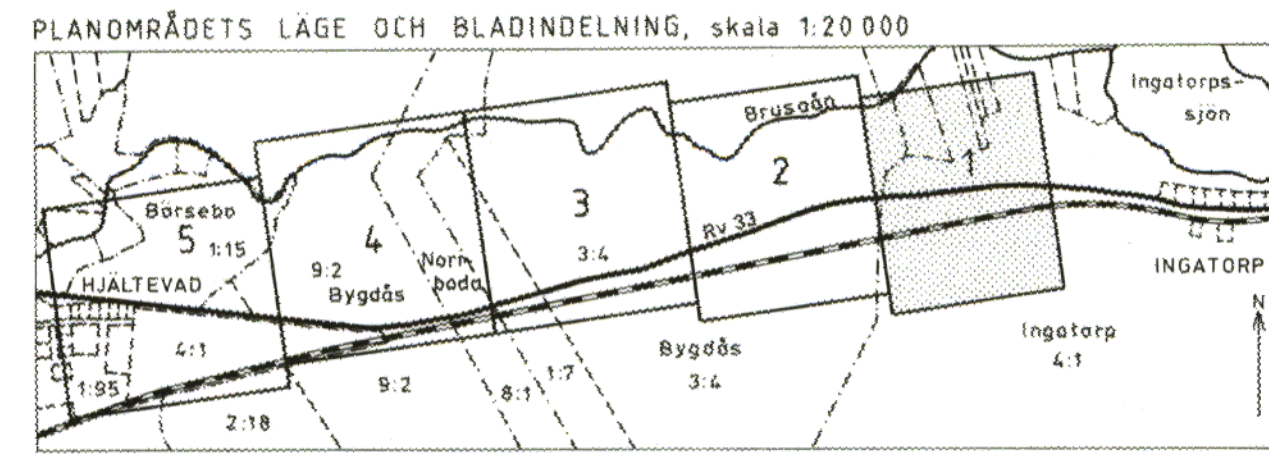 PLANOMRÅDETS LÄGE OCH BLADINDELNING, skala 1:20 000
Ingatorps-
sjön
Brusaån
1
2
3
Börsebo
5
1:15
4
Rv 33
3:4
9:2
Bygdås
Norr-
boda
HJÄLTEVAD
INGATORP
N
4:1
1:95
2:18
9:2
8:1
1:7
Bygdås
3:4
Ingatorp
4:1